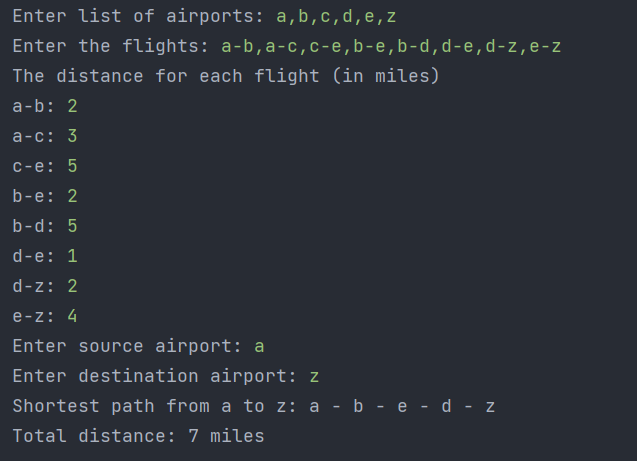 Enter list of airports: a,b,c,d,e,z
Enter the flights: a-b,a-c,c-e,b-e,b-d,d-e,d-z,e-z
The distance for each flight (in miles)
a-b: 2
a-c: 3
c-e: 5
b-e: 2
b-d: 5
d-e: 1
d-z: 2
e-z: 4
Enter source airport: a
Enter destination airport: z
Shortest path from a to z: a - b - e - d - z
Total distance: 7 miles